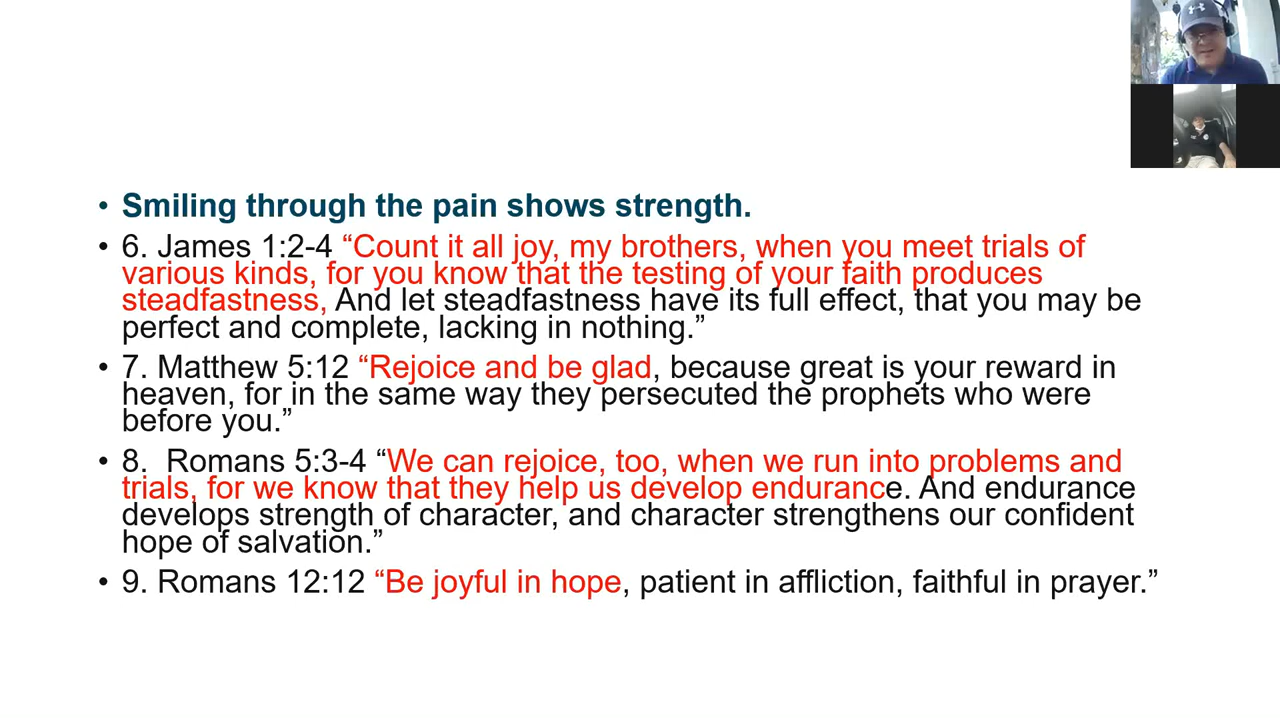 • Smiling through the pain shows strength.
• 6. James 1:2-4 “Count it all joy, my brothers, when you meet trials of
various kinds, for you know that the testing of your faith produces
steadfastness, And let steadfastness have its full effect, that you may be
perfect and complete, lacking in nothing.”
• 7. Matthew 5:12 “Rejoice and be glad, because great is your reward in
heaven, for in the same way they persecuted the prophets who were
before you.”
• 8.  Romans 5:3-4 “We can rejoice, too, when we run into problems and
trials, for we know that they help us develop endurance. And endurance
develops strength of character, and character strengthens our confident
hope of salvation.”
• 9. Romans 12:12 “Be joyful in hope, patient in affliction, faithful in prayer.”